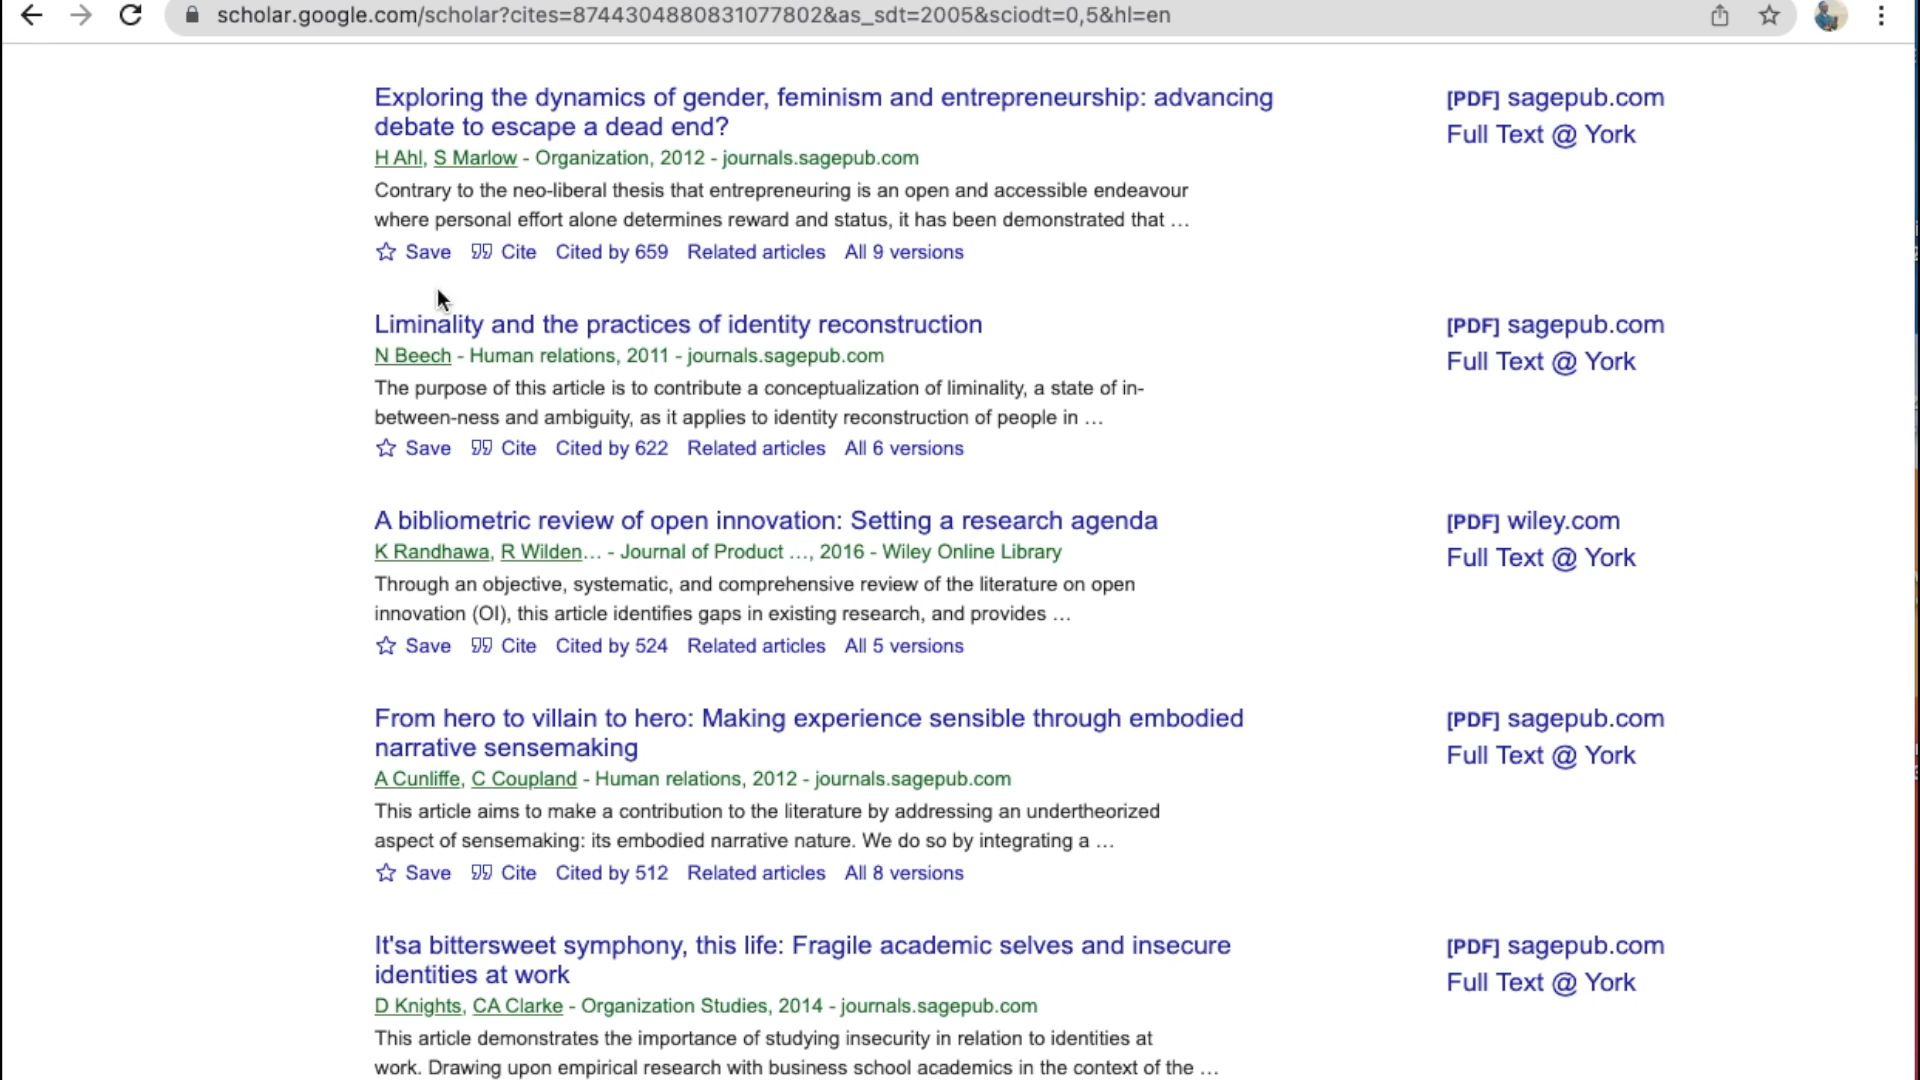 scholar.google.com/scholar?cites=8744304880831077802&as_sdt=2005&sciodt=0,5&hl=en
Exploring the dynamics of gender, feminism and entrepreneurship: advancing
debate to escape a dead end?
H Ahl, S Marlow - Organization, 2012 - journals.sagepub.com
Contrary to the neo-liberal thesis that entrepreneuring is an open and accessible endeavour
where personal effort alone determines reward and status, it has been demonstrated that …
Save Cite Cited by 659 Related articles All 9 versions
[PDF] sagepub.com
Full Text @ York
Liminality and the practices of identity reconstruction
N Beech - Human relations, 2011 - journals.sagepub.com
The purpose of this article is to contribute a conceptualization of liminality, a state of in-
between-ness and ambiguity, as it applies to identity reconstruction of people in …
Save Cite Cited by 622 Related articles All 6 versions
[PDF] sagepub.com
Full Text @ York
A bibliometric review of open innovation: Setting a research agenda
K Randhawa, R Wilden… - Journal of Product …, 2016 - Wiley Online Library
Through an objective, systematic, and comprehensive review of the literature on open
innovation (OI), this article identifies gaps in existing research, and provides …
Save Cite Cited by 524 Related articles All 5 versions
[PDF] wiley.com
Full Text @ York
From hero to villain to hero: Making experience sensible through embodied
narrative sensemaking
A Cunliffe, C Coupland - Human relations, 2012 - journals.sagepub.com
This article aims to make a contribution to the literature by addressing an undertheorized
aspect of sensemaking: its embodied narrative nature. We do so by integrating a …
Save Cite Cited by 512 Related articles All 8 versions
[PDF] sagepub.com
Full Text @ York
It'sa bittersweet symphony, this life: Fragile academic selves and insecure
identities at work
D Knights, CA Clarke - Organization Studies, 2014 - journals.sagepub.com
This article demonstrates the importance of studying insecurity in relation to identities at
work. Drawing upon empirical research with business school academics in the context of the …
[PDF] sagepub.com
Full Text @ York